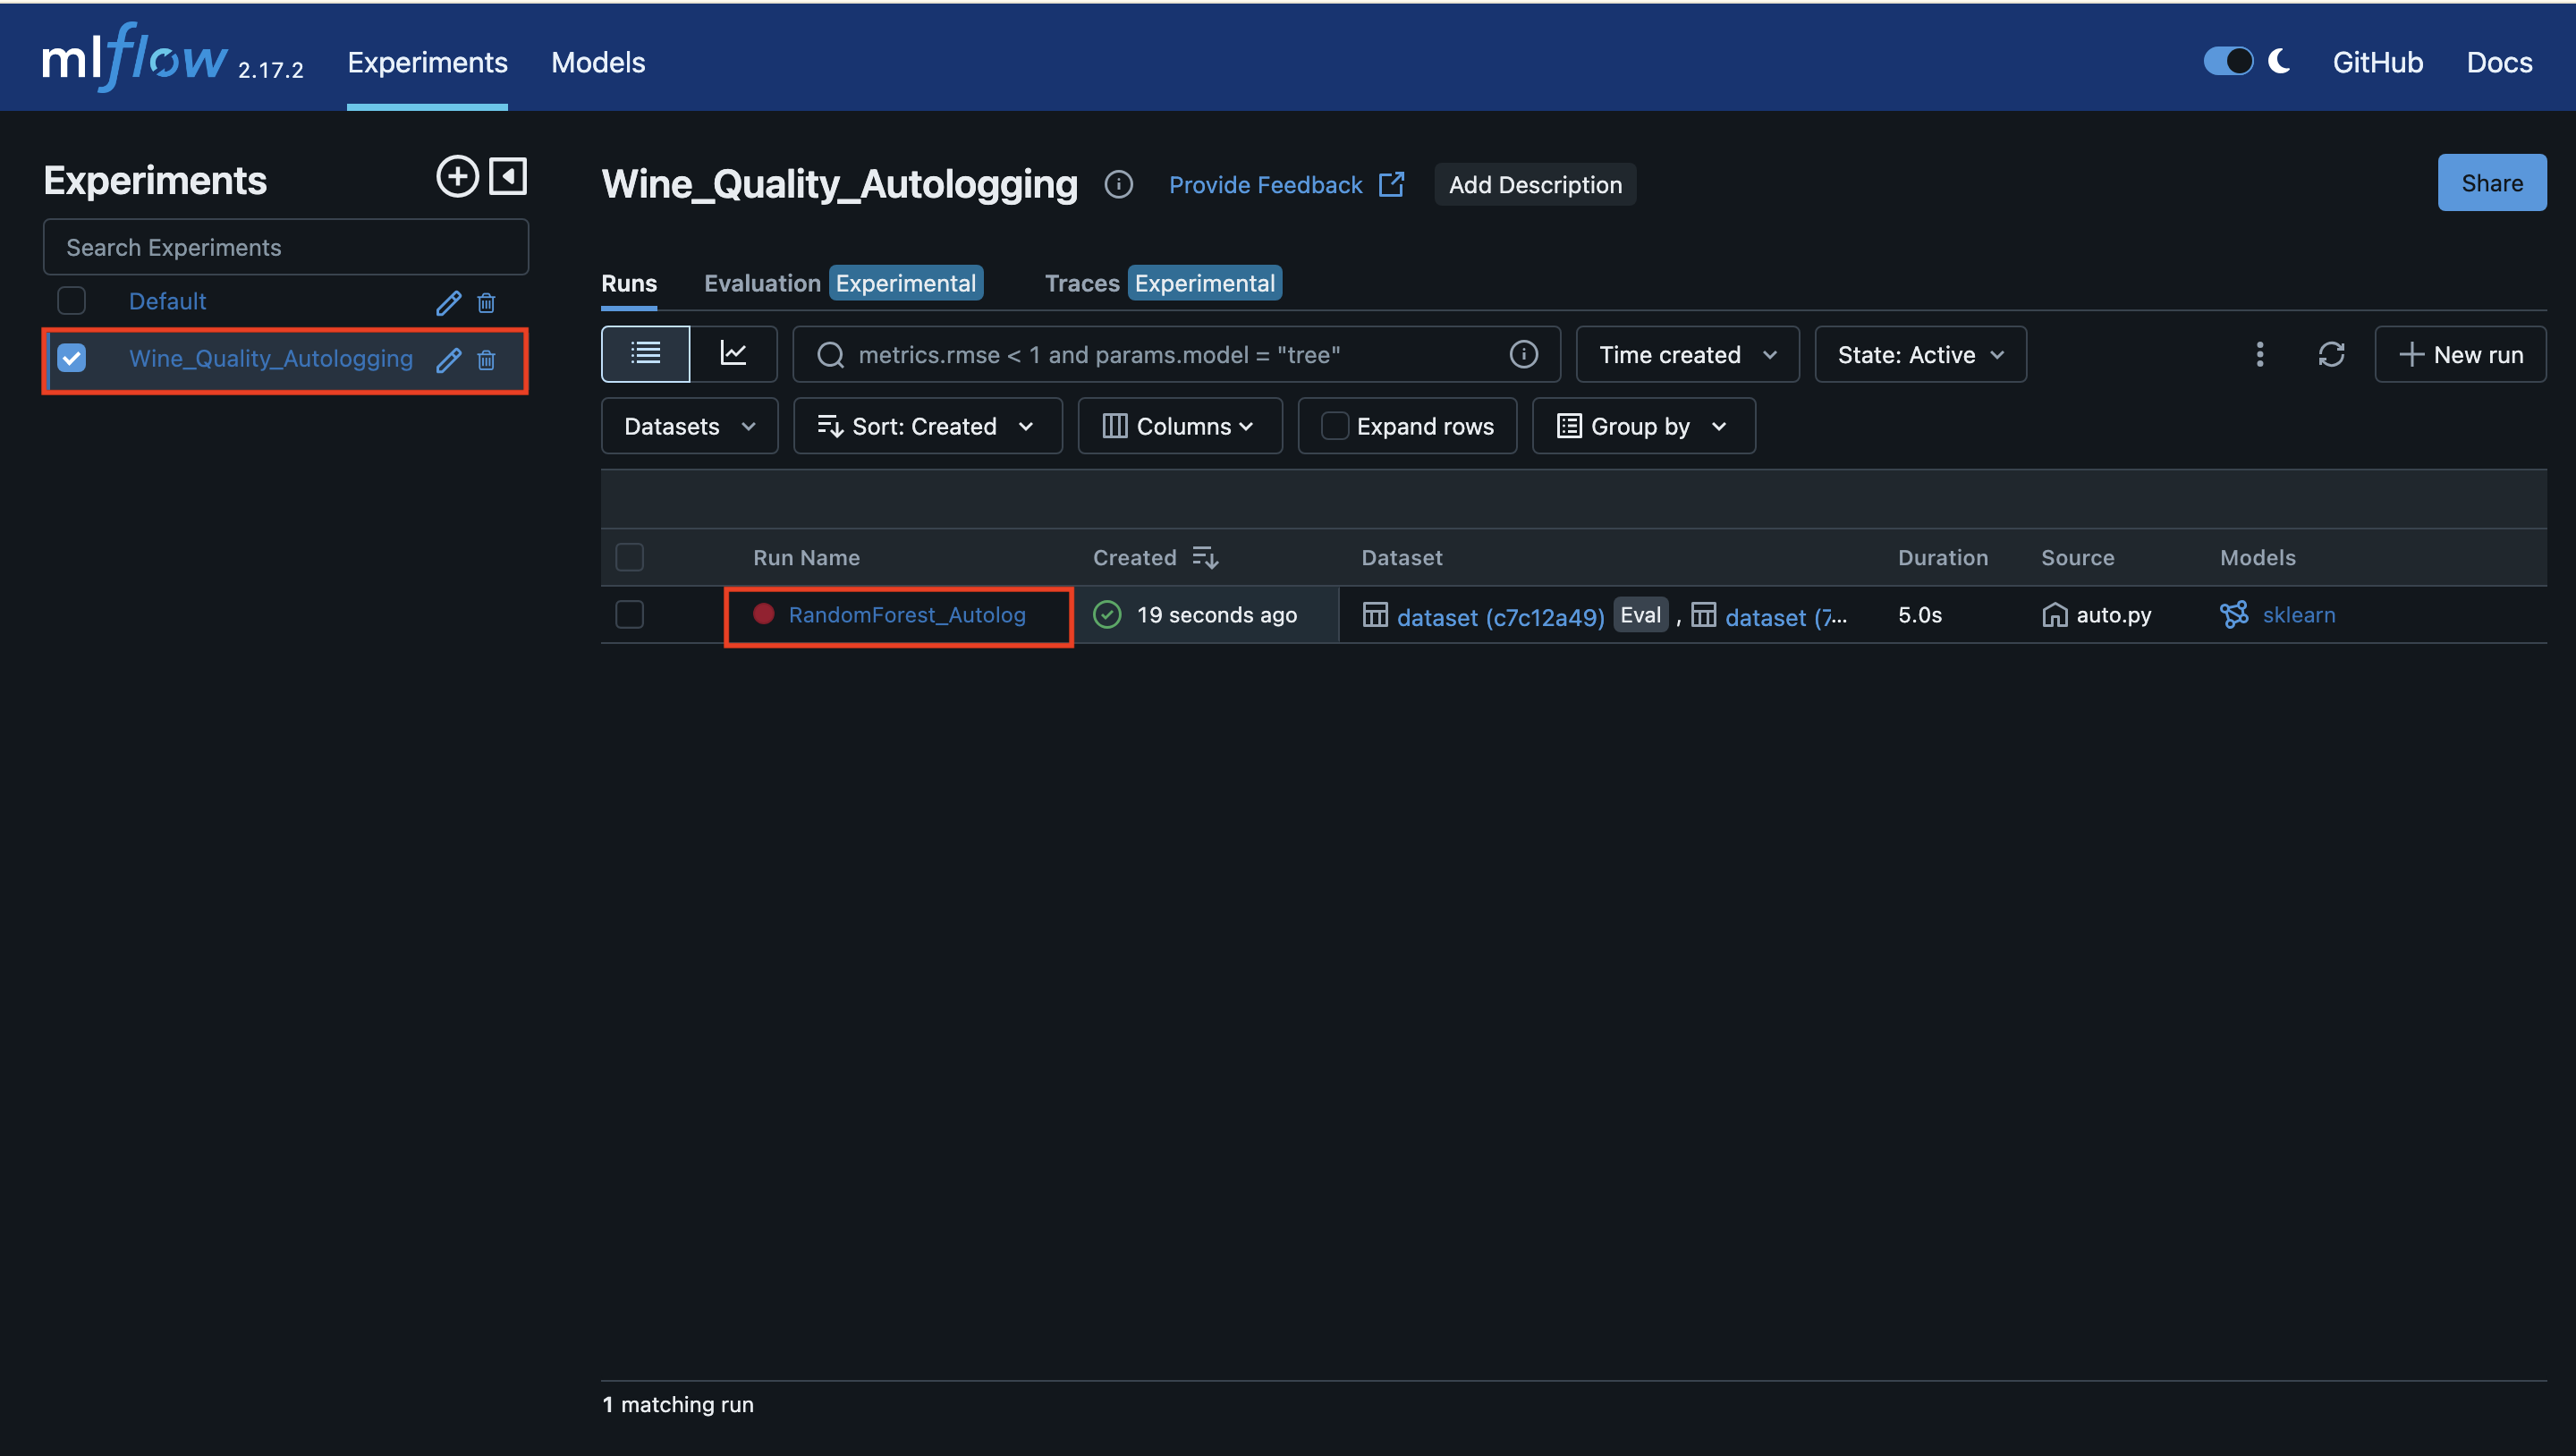 mlflow 2.17.2 Experiments Models GitHub Docs
Experiments
Search Experiments
Default
Wine_Quality_Autologging
Wine_Quality_Autologging Provide Feedback Add Description Share
Runs Evaluation Experimental Traces Experimental
metrics.rmse < 1 and params.model = "tree" Time created State: Active New run
Datasets Sort: Created Columns Expand rows Group by
Run Name Created Dataset Duration Source Models
RandomForest_Autolog 19 seconds ago dataset (c7c12a49) Eval , dataset (7... 5.0s auto.py sklearn
1 matching run